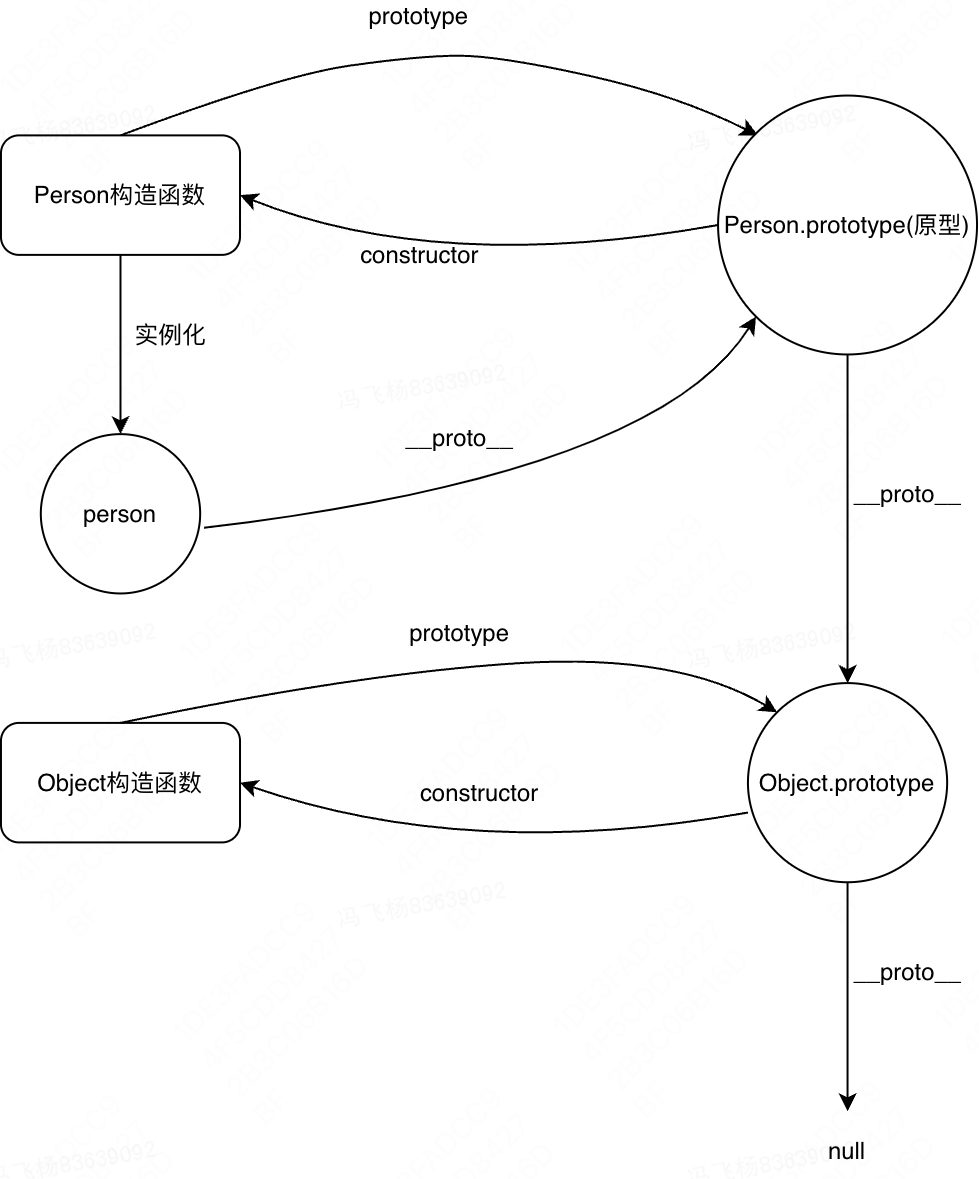 prototype
Person构造函数
Person.prototype(原型)
constructor
实例化
__proto__
person
__proto__
prototype
Object构造函数
constructor
Object.prototype
__proto__
null
冯飞杨83639092